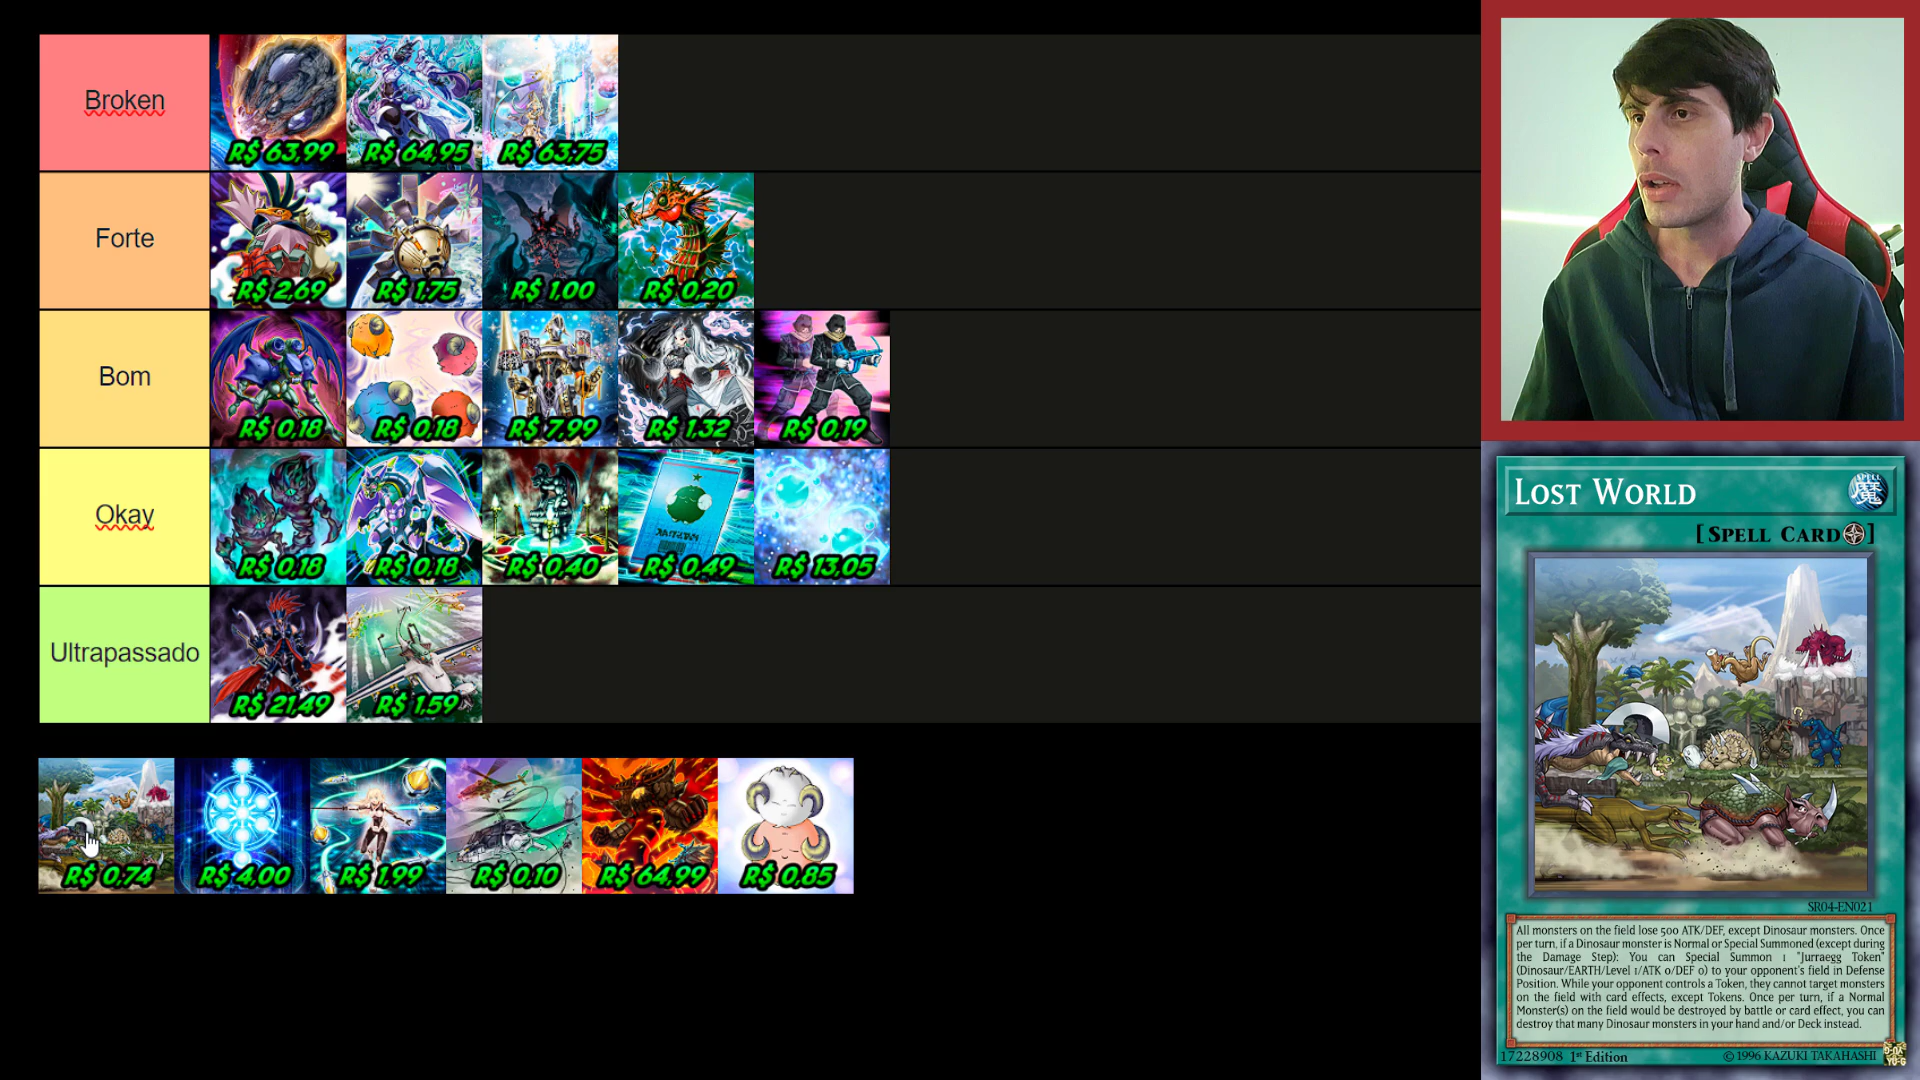 Broken
R$ 63,99
R$ 64,95
R$ 63,75
Forte
R$ 2,69
R$ 1,75
R$ 1,00
R$ 0,20
Bom
R$ 0,18
R$ 0,18
R$ 7,99
R$ 1,32
R$ 0,19
Okay
R$ 0,18
R$ 0,18
R$ 0,40
R$ 0,49
R$ 13,05
Ultrapassado
R$ 21,49
R$ 1,59
R$ 0,74
R$ 4,00
R$ 1,99
R$ 0,10
R$ 64,99
R$ 0,85
LOST WORLD
SPELL
魔
[SPELL CARD]
SR04-EN021
All monsters on the field lose 500 ATK/DEF, except Dinosaur monsters. Once
per turn, if a Dinosaur monster is Normal or Special Summoned (except during
the Damage Step): You can Special Summon 1 "Jurraegg Token"
(Dinosaur/EARTH/Level 1/ATK 0/DEF 0) to your opponent's field in Defense
Position. While your opponent controls a Token, they cannot target monsters
on the field with card effects, except Tokens. Once per turn, if a Normal
Monster(s) on the field would be destroyed by battle or card effect, you can
destroy that many Dinosaur monsters in your hand and/or Deck instead.
17228908 1st Edition
© 1996 KAZUKI TAKAHASHI